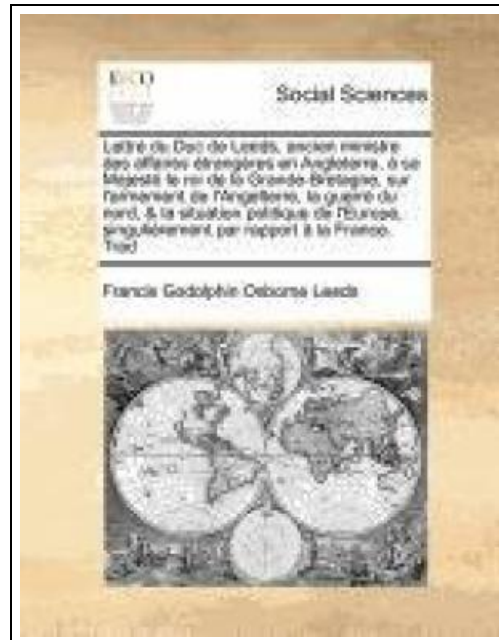 ECCO
Social Sciences
Lettre du Duc de Leeds, ancien ministre
des affaires étrangères en Angleterre, à sa
Majesté le roi de la Grande-Bretagne, sur
l'armement de l'Angleterre, la guerre du
nord, & la situation politique de l'Europe,
singulièrement par rapport à la France.
Trad
Francis Godolphin Osborne Leeds